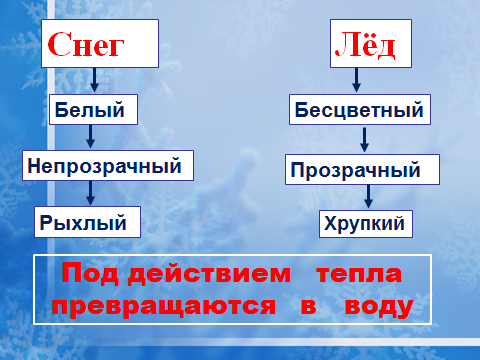 Снег
Лёд
Белый
Бесцветный
Непрозрачный
Прозрачный
Рыхлый
Хрупкий
Под действием тепла
превращаются в воду